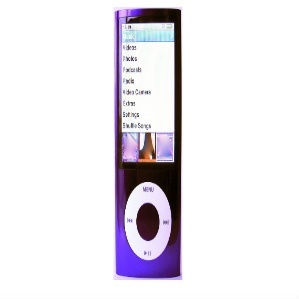 Videos
Photos
Podcasts
Radio
Video Camera
Extras
Settings
Shuffle Songs
MENU